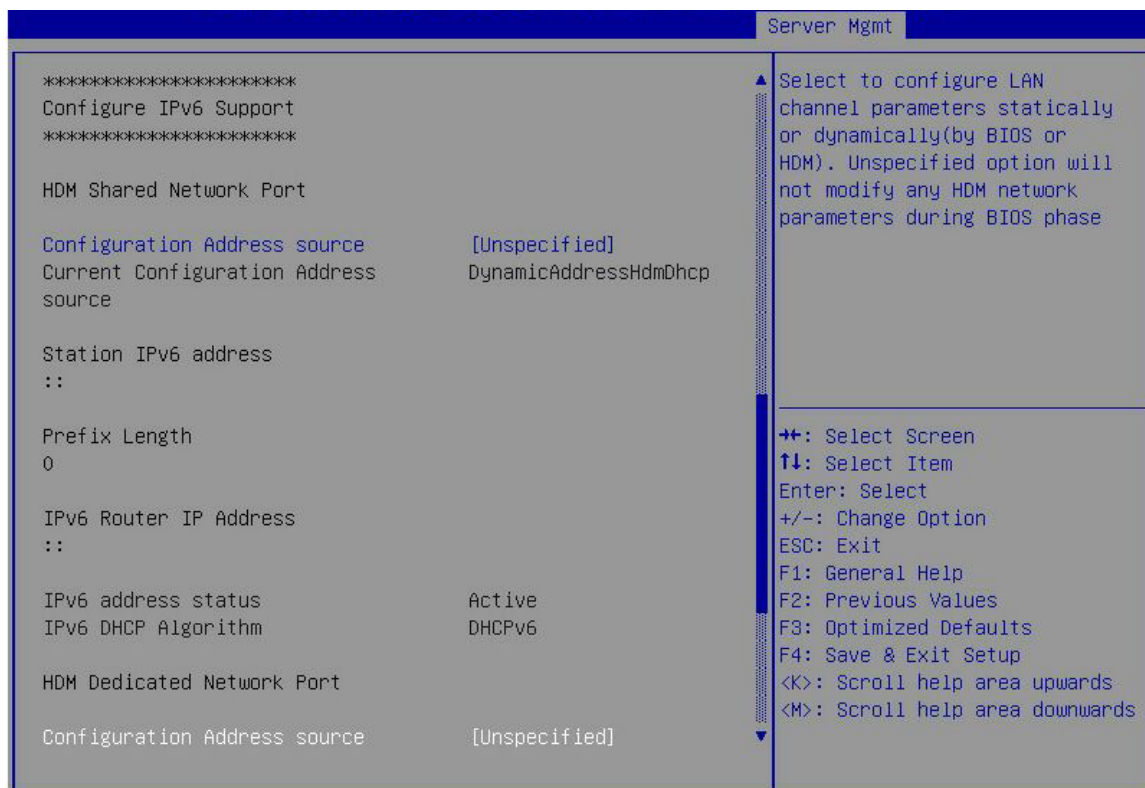 Server Mgmt
***********************
Configure IPv6 Support
***********************
HDM Shared Network Port
Configuration Address source [Unspecified]
Current Configuration Address DynamicAddressHdmDhcp
source
Station IPv6 address
::
Prefix Length
0
IPv6 Router IP Address
::
IPv6 address status Active
IPv6 DHCP Algorithm DHCPv6
HDM Dedicated Network Port
Configuration Address source [Unspecified]
Select to configure LAN
channel parameters statically
or dynamically(by BIOS or
HDM). Unspecified option will
not modify any HDM network
parameters during BIOS phase
→←: Select Screen
↑↓: Select Item
Enter: Select
+/-: Change Option
ESC: Exit
F1: General Help
F2: Previous Values
F3: Optimized Defaults
F4: Save & Exit Setup
<K>: Scroll help area upwards
<M>: Scroll help area downwards